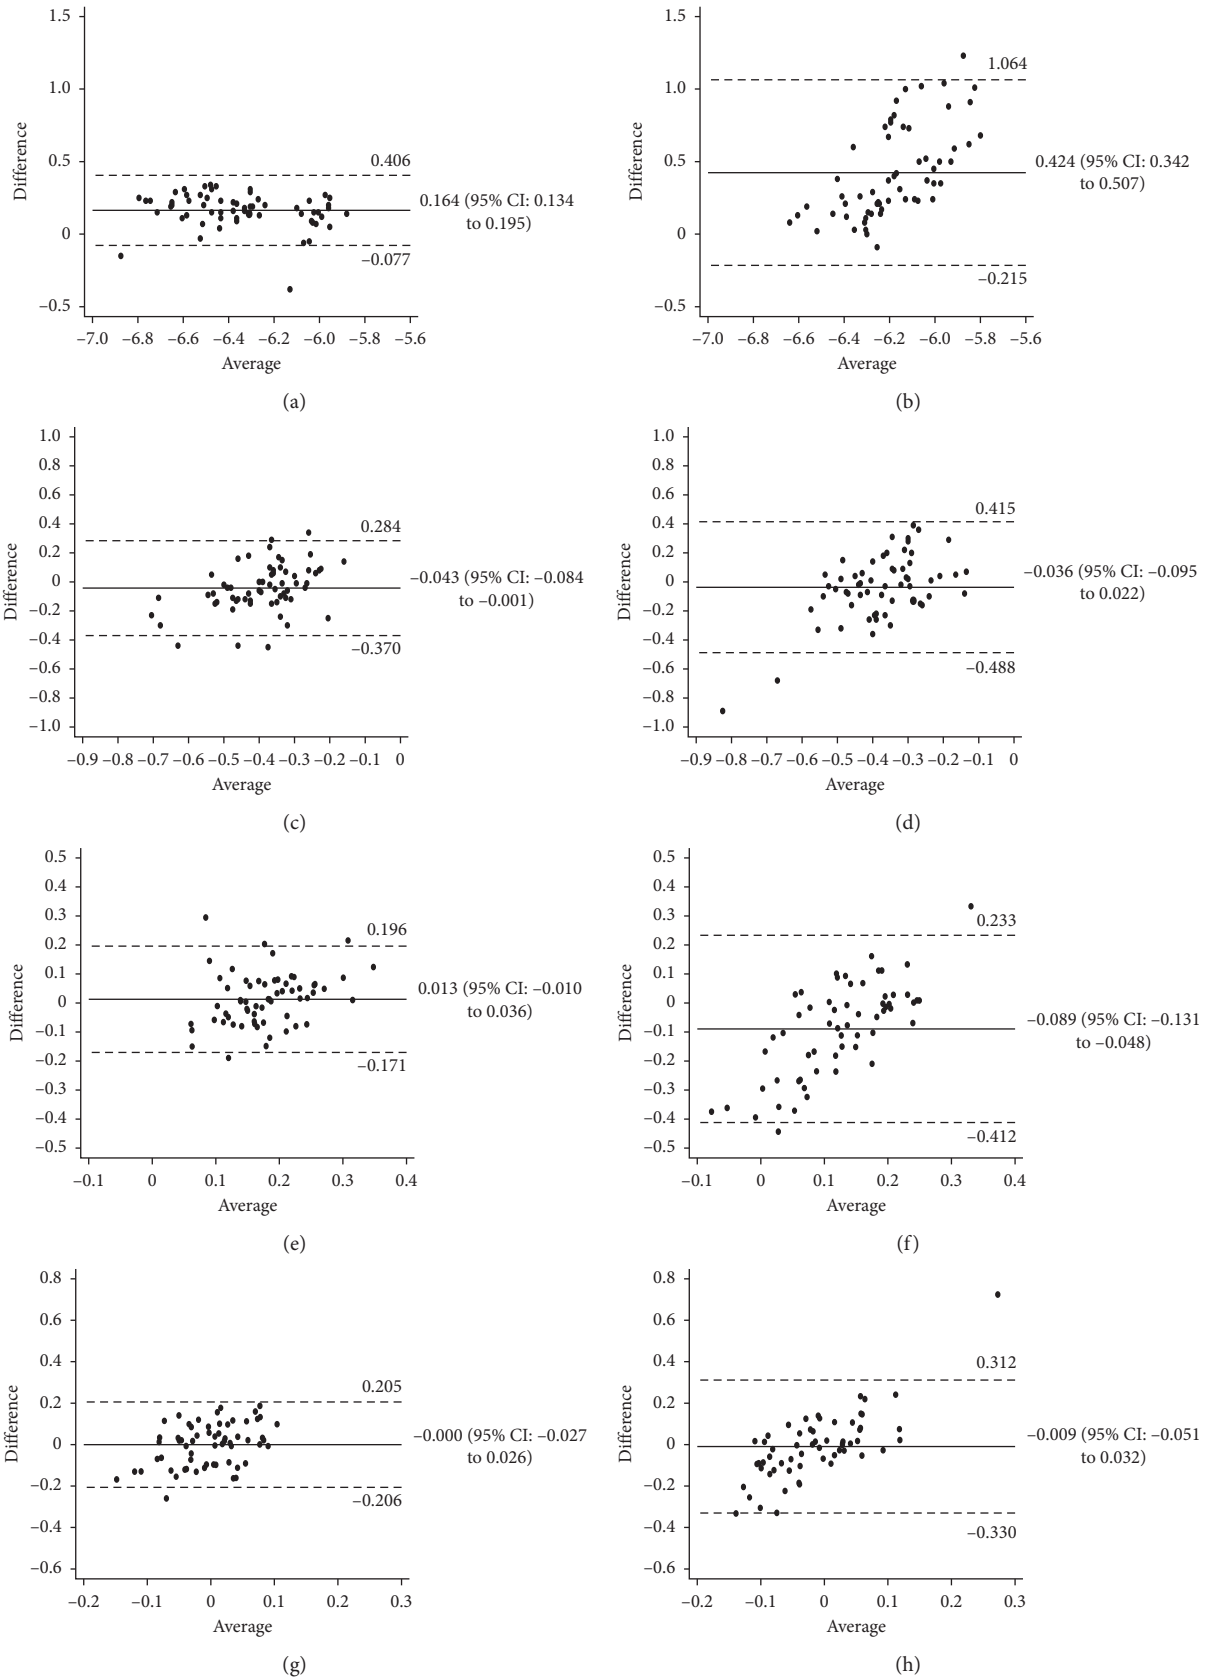 1.5
1.0
0.5
0
–0.5
Difference
0.406
–0.077
0.164 (95% CI: 0.134
to 0.195)
–7.0 –6.8 –6.6 –6.4 –6.2 –6.0 –5.8 –5.6
Average
(a)
1.5
1.0
0.5
0
–0.5
Difference
1.064
–0.215
0.424 (95% CI: 0.342
to 0.507)
–7.0 –6.8 –6.6 –6.4 –6.2 –6.0 –5.8 –5.6
Average
(b)
1.0
0.8
0.6
0.4
0.2
0
–0.2
–0.4
–0.6
–0.8
–1.0
Difference
0.284
–0.370
–0.043 (95% CI: –0.084
to –0.001)
–0.9 –0.8 –0.7 –0.6 –0.5 –0.4 –0.3 –0.2 –0.1 0
Average
(c)
1.0
0.8
0.6
0.4
0.2
0
–0.2
–0.4
–0.6
–0.8
–1.0
Difference
0.415
–0.488
–0.036 (95% CI: –0.095
to 0.022)
–0.9 –0.8 –0.7 –0.6 –0.5 –0.4 –0.3 –0.2 –0.1 0
Average
(d)
0.5
0.4
0.3
0.2
0.1
0
–0.1
–0.2
–0.3
–0.4
–0.5
Difference
0.196
–0.171
0.013 (95% CI: –0.010
to 0.036)
–0.1 0 0.1 0.2 0.3 0.4
Average
(e)
0.5
0.4
0.3
0.2
0.1
0
–0.1
–0.2
–0.3
–0.4
–0.5
Difference
0.233
–0.412
–0.089 (95% CI: –0.131
to –0.048)
–0.1 0 0.1 0.2 0.3 0.4
Average
(f)
0.8
0.6
0.4
0.2
0
–0.2
–0.4
–0.6
Difference
0.205
–0.206
–0.000 (95% CI: –0.027
to 0.026)
–0.2 –0.1 0 0.1 0.2 0.3
Average
(g)
0.8
0.6
0.4
0.2
0
–0.2
–0.4
–0.6
Difference
0.312
–0.330
–0.009 (95% CI: –0.051
to 0.032)
–0.2 –0.1 0 0.1 0.2 0.3
Average
(h)